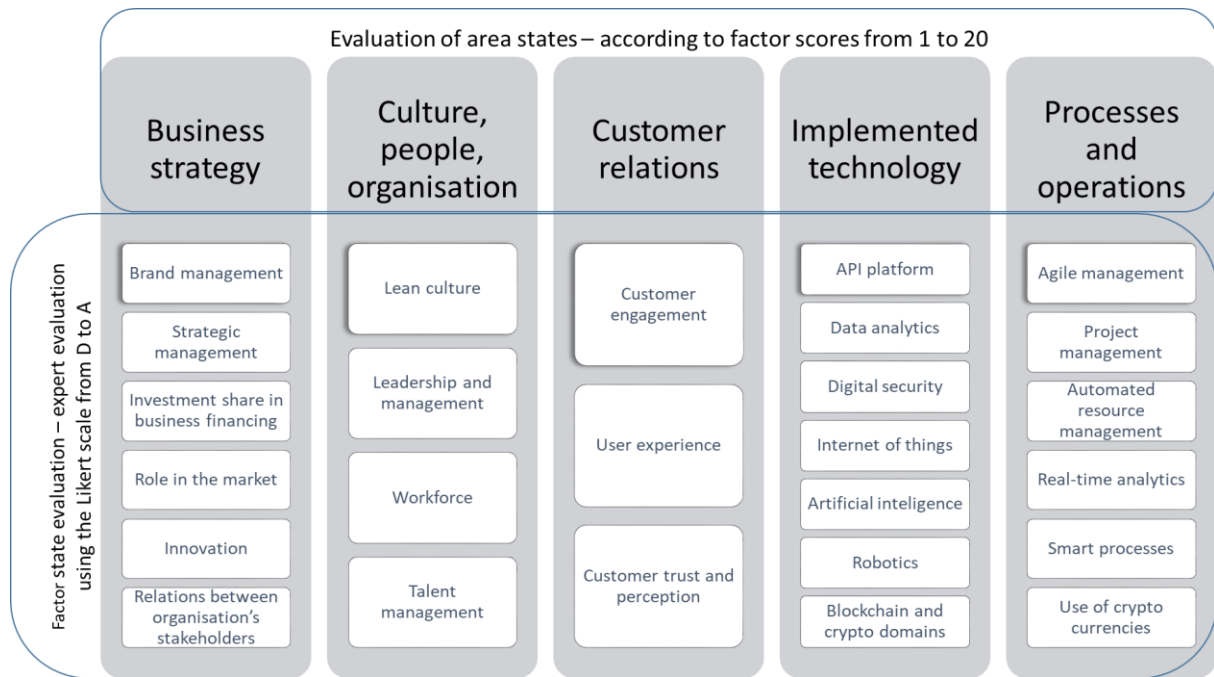 Evaluation of area states – according to factor scores from 1 to 20
Business
strategy
Culture,
people,
organisation
Customer
relations
Implemented
technology
Processes
and
operations
Factor state evaluation – expert evaluation
using the Likert scale from D to A
Brand management
Strategic
management
Investment share in
business financing
Role in the market
Innovation
Relations between
organisation's
stakeholders
Lean culture
Leadership and
management
Workforce
Talent
management
Customer
engagement
User experience
Customer trust and
perception
API platform
Data analytics
Digital security
Internet of things
Artificial inteligence
Robotics
Blockchain and
crypto domains
Agile management
Project
management
Automated
resource
management
Real-time analytics
Smart processes
Use of crypto
currencies